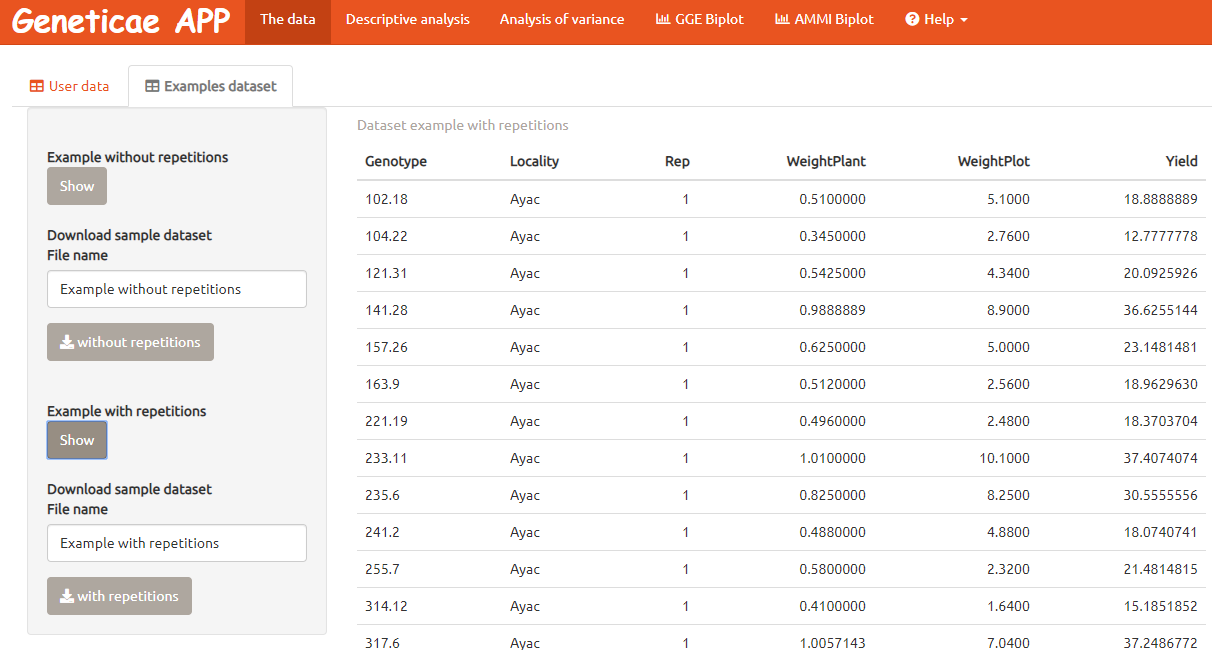 Geneticae APP The data Descriptive analysis Analysis of variance GGE Biplot AMMI Biplot Help
User data Examples dataset
Example without repetitions
Show
Download sample dataset
File name
Example without repetitions
without repetitions
Example with repetitions
Show
Download sample dataset
File name
Example with repetitions
with repetitions
Dataset example with repetitions
Genotype Locality Rep WeightPlant WeightPlot Yield
102.18 Ayac 1 0.5100000 5.1000 18.8888889
104.22 Ayac 1 0.3450000 2.7600 12.7777778
121.31 Ayac 1 0.5425000 4.3400 20.0925926
141.28 Ayac 1 0.9888889 8.9000 36.6255144
157.26 Ayac 1 0.6250000 5.0000 23.1481481
163.9 Ayac 1 0.5120000 2.5600 18.9629630
221.19 Ayac 1 0.4960000 2.4800 18.3703704
233.11 Ayac 1 1.0100000 10.1000 37.4074074
235.6 Ayac 1 0.8250000 8.2500 30.5555556
241.2 Ayac 1 0.4880000 4.8800 18.0740741
255.7 Ayac 1 0.5800000 2.3200 21.4814815
314.12 Ayac 1 0.4100000 1.6400 15.1851852
317.6 Ayac 1 1.0057143 7.0400 37.2486772